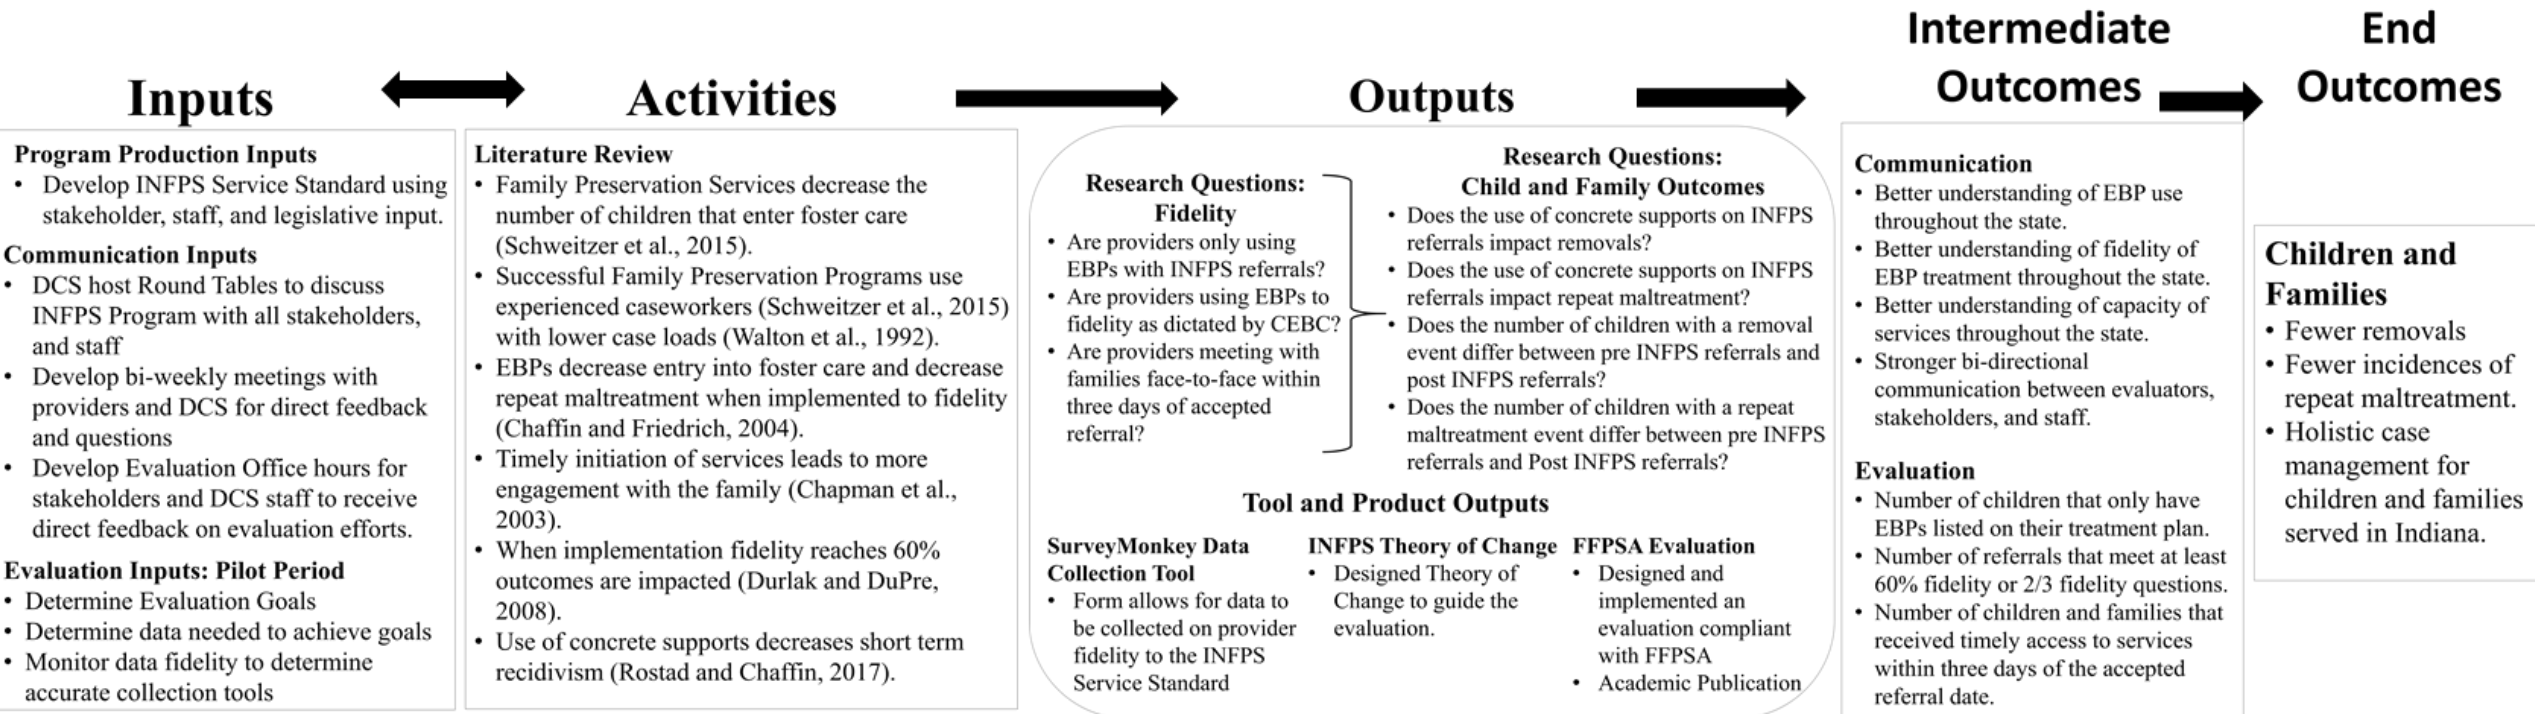 Inputs
Activities
Outputs
Intermediate
Outcomes
End
Outcomes
Program Production Inputs
• Develop INFPS Service Standard using
stakeholder, staff, and legislative input.
Communication Inputs
• DCS host Round Tables to discuss
INFPS Program with all stakeholders,
and staff
• Develop bi-weekly meetings with
providers and DCS for direct feedback
and questions
• Develop Evaluation Office hours for
stakeholders and DCS staff to receive
direct feedback on evaluation efforts.
Evaluation Inputs: Pilot Period
• Determine Evaluation Goals
• Determine data needed to achieve goals
• Monitor data fidelity to determine
accurate collection tools
Literature Review
• Family Preservation Services decrease the
number of children that enter foster care
(Schweitzer et al., 2015).
• Successful Family Preservation Programs use
experienced caseworkers (Schweitzer et al., 2015)
with lower case loads (Walton et al., 1992).
• EBPs decrease entry into foster care and decrease
repeat maltreatment when implemented to fidelity
(Chaffin and Friedrich, 2004).
• Timely initiation of services leads to more
engagement with the family (Chapman et al.,
2003).
• When implementation fidelity reaches 60%
outcomes are impacted (Durlak and DuPre,
2008).
• Use of concrete supports decreases short term
recidivism (Rostad and Chaffin, 2017).
Research Questions:
Fidelity
• Are providers only using
EBPs with INFPS referrals?
• Are providers using EBPs to
fidelity as dictated by CEBC?
• Are providers meeting with
families face-to-face within
three days of accepted
referral?
Research Questions:
Child and Family Outcomes
• Does the use of concrete supports on INFPS
referrals impact removals?
• Does the use of concrete supports on INFPS
referrals impact repeat maltreatment?
• Does the number of children with a removal
event differ between pre INFPS referrals and
post INFPS referrals?
• Does the number of children with a repeat
maltreatment event differ between pre INFPS
referrals and Post INFPS referrals?
Tool and Product Outputs
SurveyMonkey Data
Collection Tool
• Form allows for data to
be collected on provider
fidelity to the INFPS
Service Standard
INFPS Theory of Change
• Designed Theory of
Change to guide the
evaluation.
FFPSA Evaluation
• Designed and
implemented an
evaluation compliant
with FFPSA
• Academic Publication
Communication
• Better understanding of EBP use
throughout the state.
• Better understanding of fidelity of
EBP treatment throughout the state.
• Better understanding of capacity of
services throughout the state.
• Stronger bi-directional
communication between evaluators,
stakeholders, and staff.
Evaluation
• Number of children that only have
EBPs listed on their treatment plan.
• Number of referrals that meet at least
60% fidelity or 2/3 fidelity questions.
• Number of children and families that
received timely access to services
within three days of the accepted
referral date.
Children and
Families
• Fewer removals
• Fewer incidences of
repeat maltreatment.
• Holistic case
management for
children and families
served in Indiana.